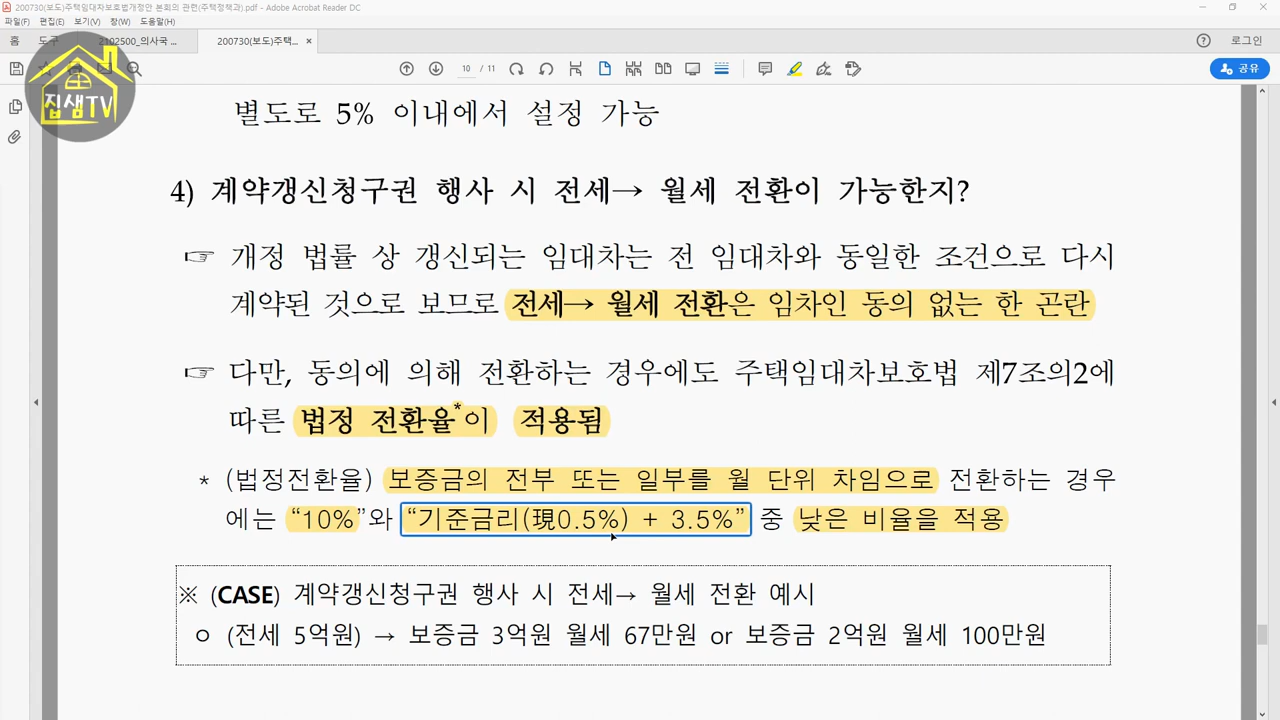 200730(보도)주택임대차보호법개정안 본회의 관련(주택정책과).pdf - Adobe Acrobat Reader DC
파일(F) 편집(E) 보기(V) 창(W) 도움말(H)
홈 도구 2102500_의사국 ... 200730(보도)주택... × 로그인
집샘TV
10 / 11
공유
별도로 5% 이내에서 설정 가능
4) 계약갱신청구권 행사 시 전세→ 월세 전환이 가능한지?
☞ 개정 법률 상 갱신되는 임대차는 전 임대차와 동일한 조건으로 다시
계약된 것으로 보므로 전세→ 월세 전환은 임차인 동의 없는 한 곤란
☞ 다만, 동의에 의해 전환하는 경우에도 주택임대차보호법 제7조의2에
따른 법정 전환율*이 적용됨
* (법정전환율) 보증금의 전부 또는 일부를 월 단위 차임으로 전환하는 경우
에는 “10%”와 “기준금리(現0.5%) + 3.5%” 중 낮은 비율을 적용
※ (CASE) 계약갱신청구권 행사 시 전세→ 월세 전환 예시
ㅇ (전세 5억원) → 보증금 3억원 월세 67만원 or 보증금 2억원 월세 100만원